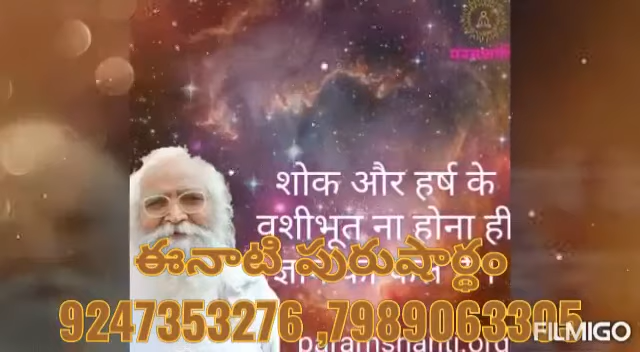 शोक और हर्ष के
वशीभूत ना होना ही
ఈనాటి పురుషార్థం
9247353276 ,7989063305
paramshanti.org
FILMIGO